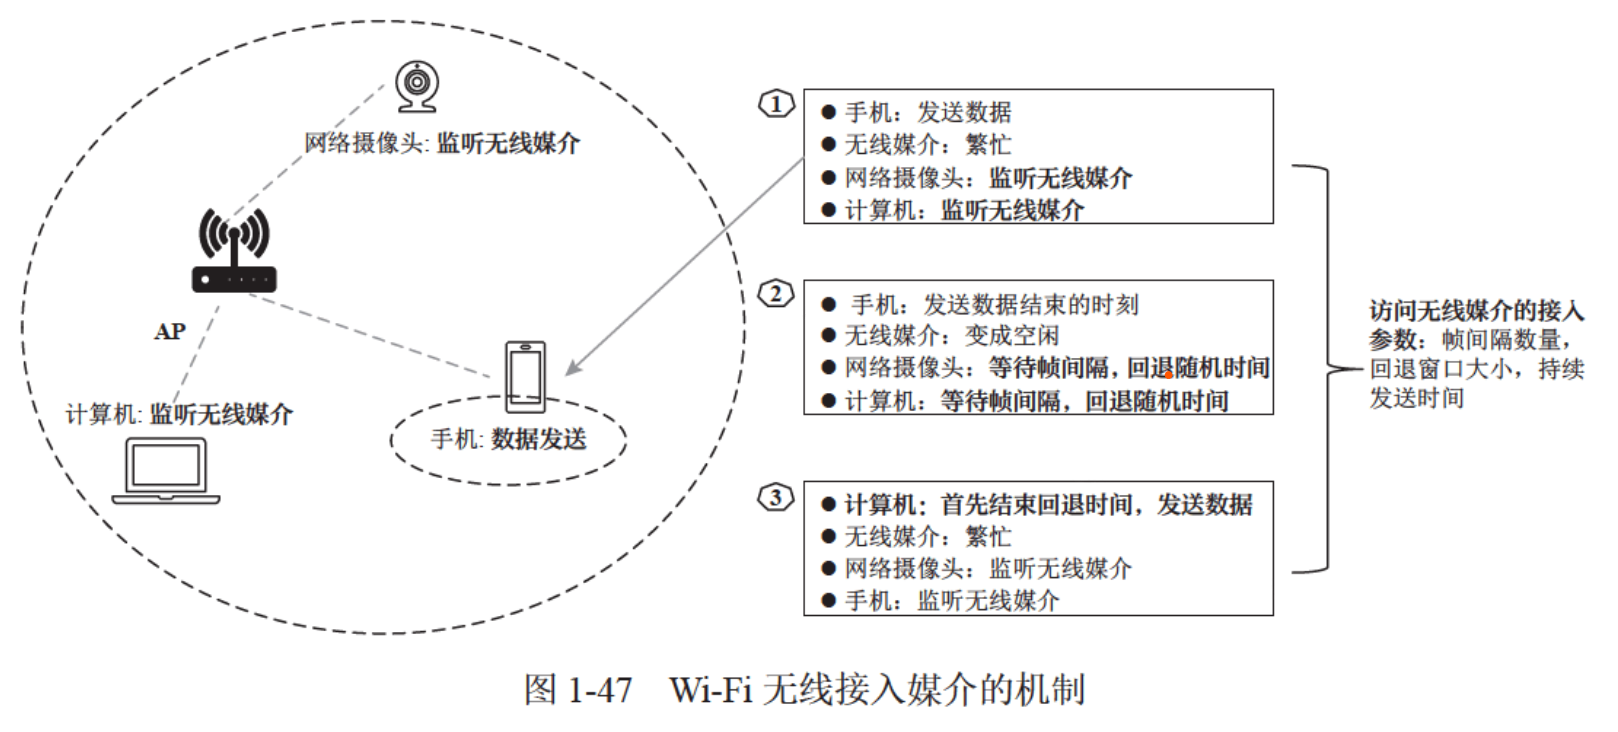 网络摄像头: 监听无线媒介
AP
计算机: 监听无线媒介
手机: 数据发送
1
● 手机：发送数据
● 无线媒介：繁忙
● 网络摄像头：监听无线媒介
● 计算机：监听无线媒介
2
● 手机：发送数据结束的时刻
● 无线媒介：变成空闲
● 网络摄像头：等待帧间隔，回退随机时间
● 计算机：等待帧间隔，回退随机时间
3
● 计算机：首先结束回退时间，发送数据
● 无线媒介：繁忙
● 网络摄像头：监听无线媒介
● 手机：监听无线媒介
访问无线媒介的接入
参数：帧间隔数量，
回退窗口大小，持续
发送时间
图 1-47 Wi-Fi 无线接入媒介的机制